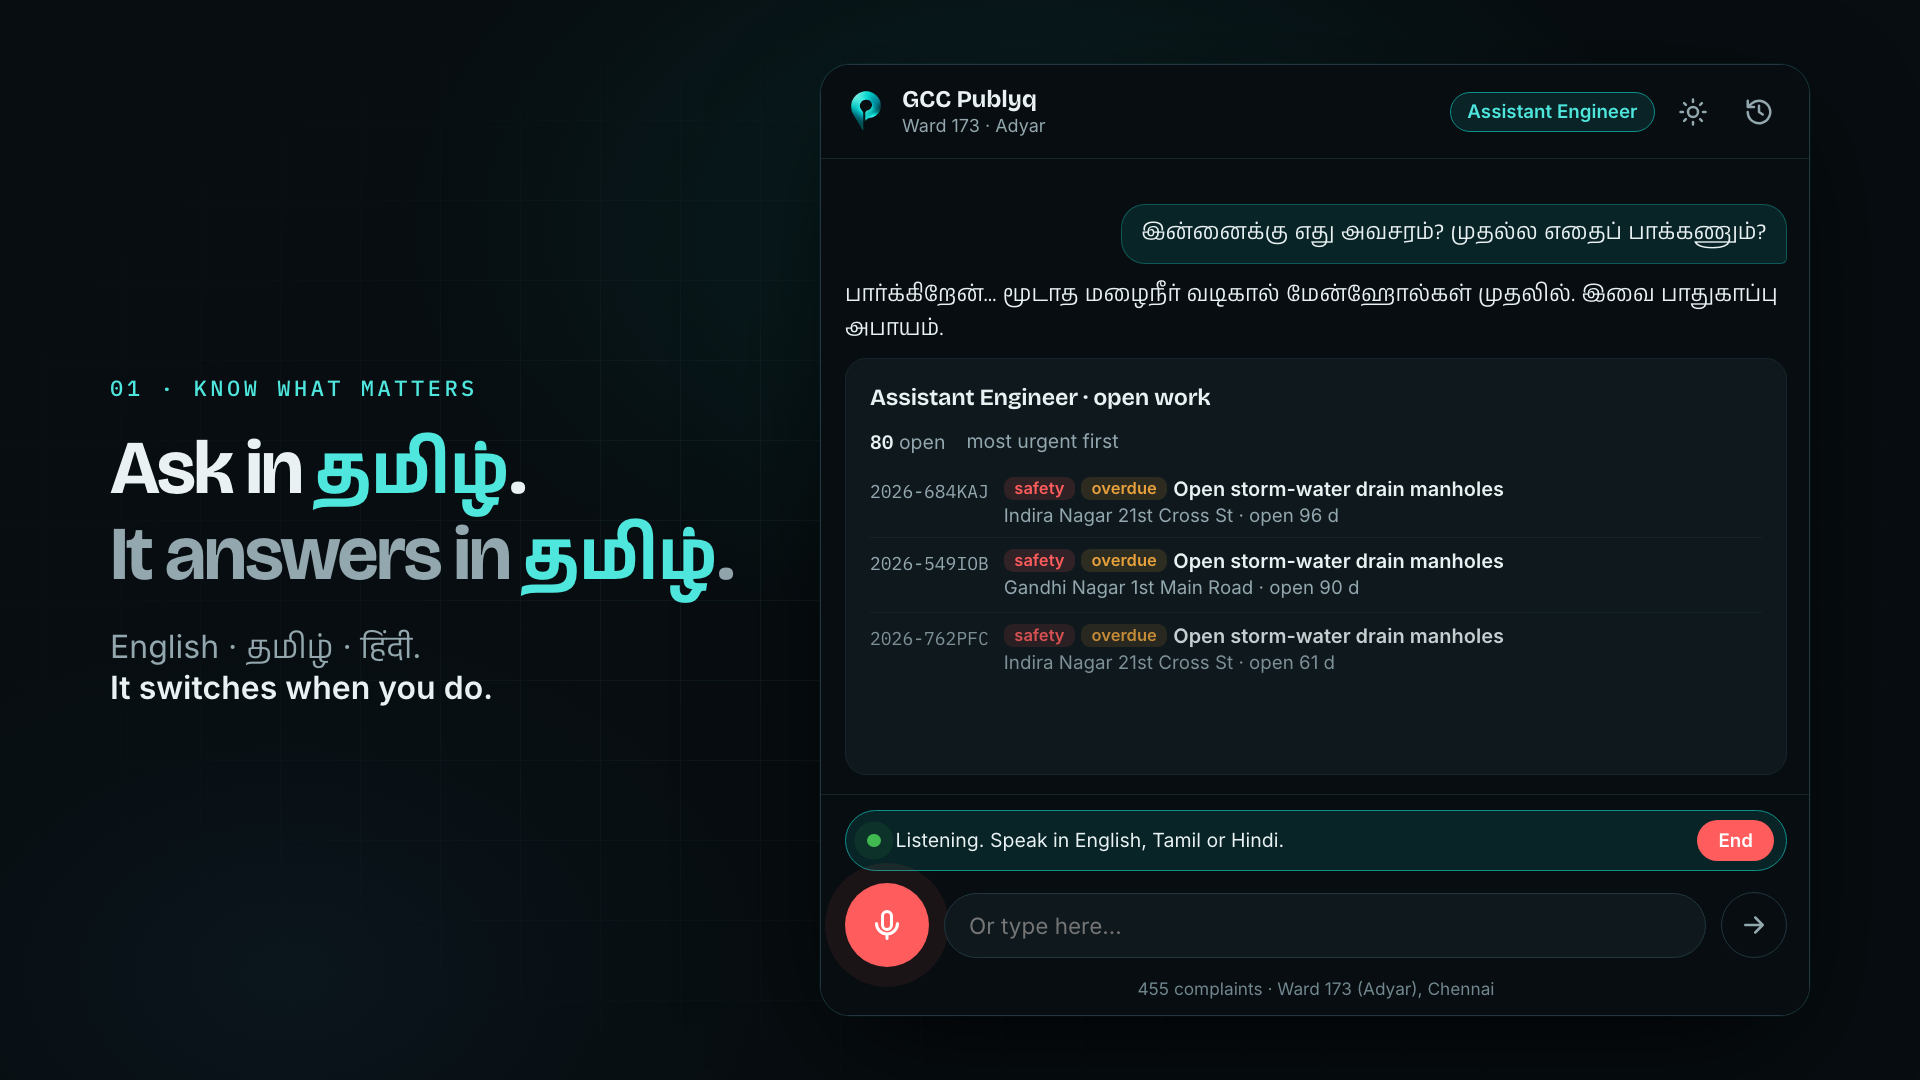 01 · KNOW WHAT MATTERS
Ask in தமிழ்.
It answers in தமிழ்.
English · தமிழ் · हिंदी.
It switches when you do.
GCC Publyq
Ward 173 · Adyar
Assistant Engineer
இன்னைக்கு எது அவசரம்? முதல்ல எதைப் பாக்கணும்?
பார்க்கிறேன்... மூடாத மழைநீர் வடிகால் மேன்ஹோல்கள் முதலில். இவை பாதுகாப்பு
அபாயம்.
Assistant Engineer · open work
80 open most urgent first
2026-684KAJ safety overdue Open storm-water drain manholes
Indira Nagar 21st Cross St · open 96 d
2026-549IOB safety overdue Open storm-water drain manholes
Gandhi Nagar 1st Main Road · open 90 d
2026-762PFC safety overdue Open storm-water drain manholes
Indira Nagar 21st Cross St · open 61 d
Listening. Speak in English, Tamil or Hindi.
End
Or type here...
455 complaints · Ward 173 (Adyar), Chennai